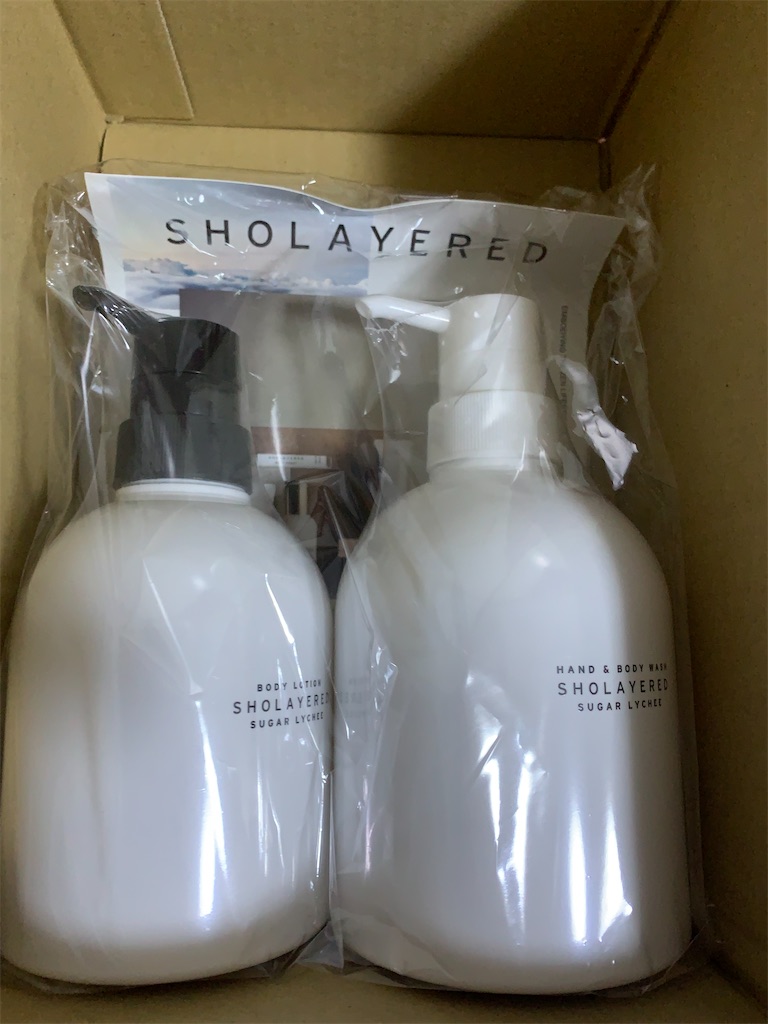 SHOLAYERED
BODY LOTION
SHOLAYERED
SUGAR LYCHEE
HAND & BODY WASH
SHOLAYERED
SUGAR LYCHEE